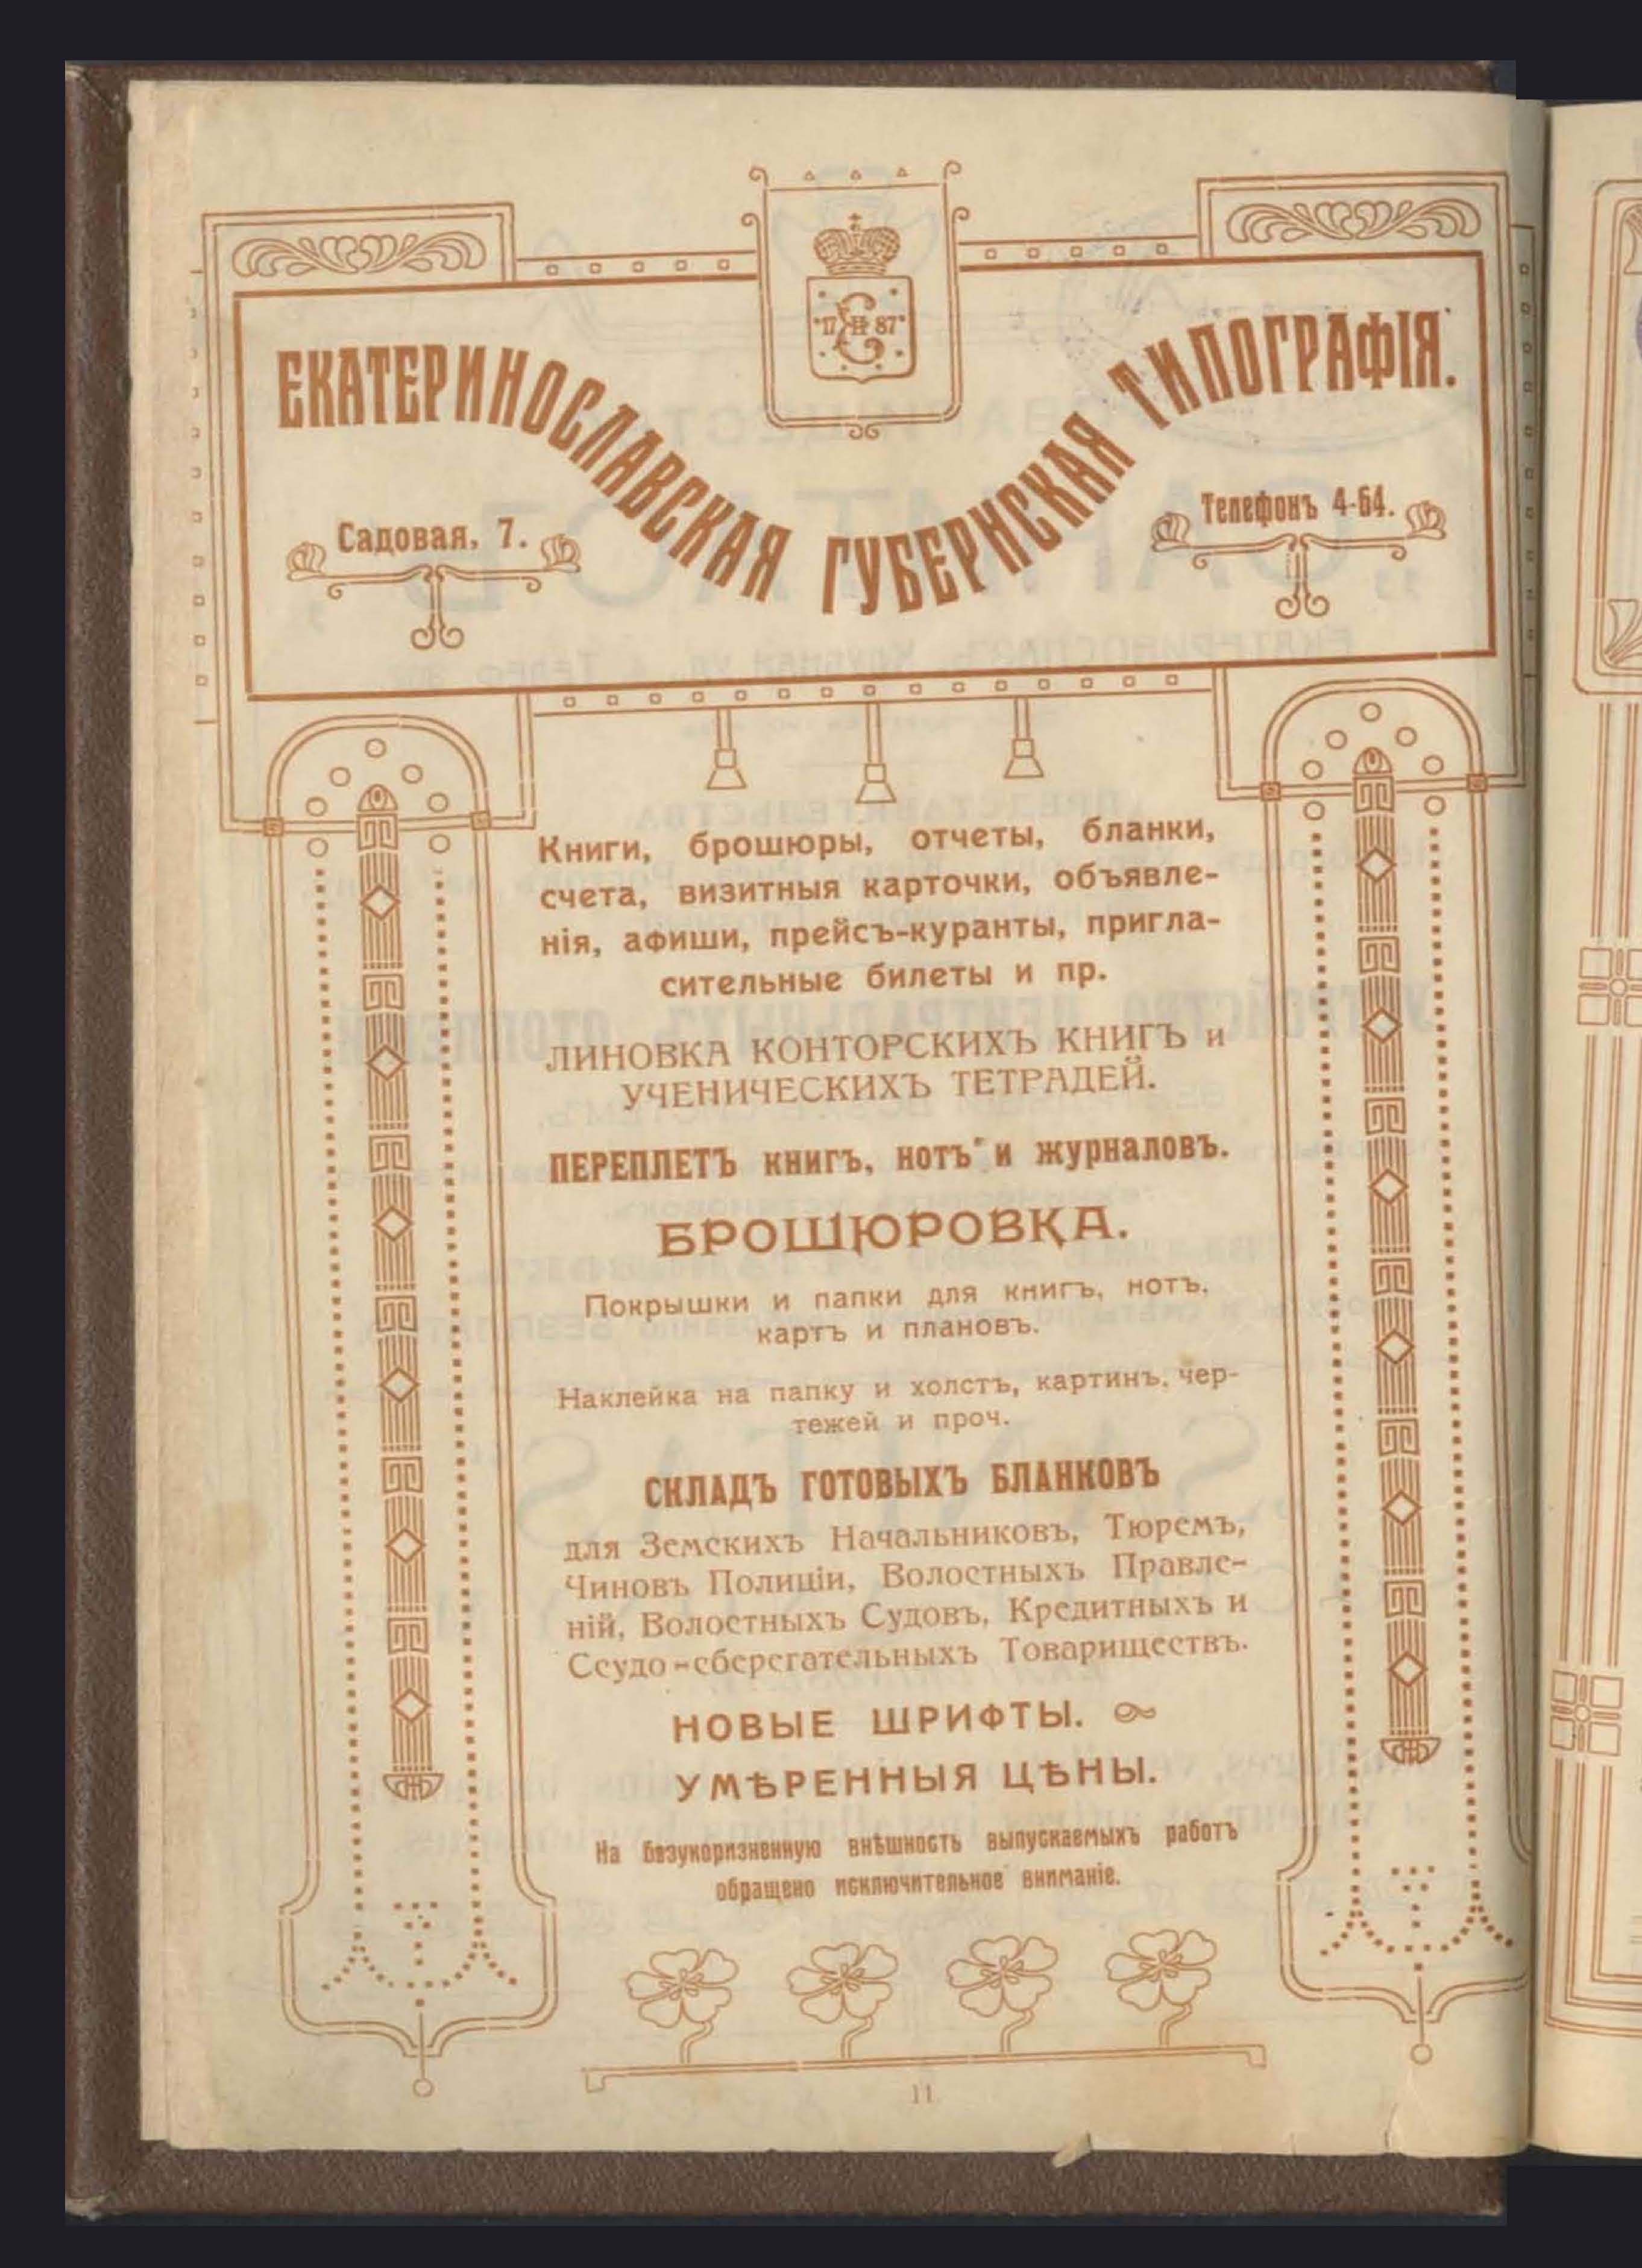 17 87
ЕКАТЕРИНОСЛАВСКАЯ ГУБЕРНСКАЯ ТИПОГРАФІЯ.
Садовая, 7.
Телефонъ 4-64.
Книги, брошюры, отчеты, бланки,
счета, визитныя карточки, объявле-
нія, афиши, прейсъ-куранты, пригла-
сительные билеты и пр.
ЛИНОВКА КОНТОРСКИХЪ КНИГЪ и
УЧЕНИЧЕСКИХЪ ТЕТРАДЕЙ.
ПЕРЕПЛЕТЪ книгъ, нотъ и журналовъ.
БРОШЮРОВКА.
Покрышки и папки для книгъ, нотъ,
картъ и плановъ.
Наклейка на папку и холстъ, картинъ, чер-
тежей и проч.
СКЛАДЪ ГОТОВЫХЪ БЛАНКОВЪ
для Земскихъ Начальниковъ, Тюремъ,
Чиновъ Полиціи, Волостныхъ Правле-
ній, Волостныхъ Судовъ, Кредитныхъ и
Ссудо-сберегательныхъ Товариществъ.
НОВЫЕ ШРИФТЫ.
УМѢРЕННЫЯ ЦѢНЫ.
На безукоризненную внѣшность выпускаемыхъ работъ
обращено исключительное вниманіе.
11